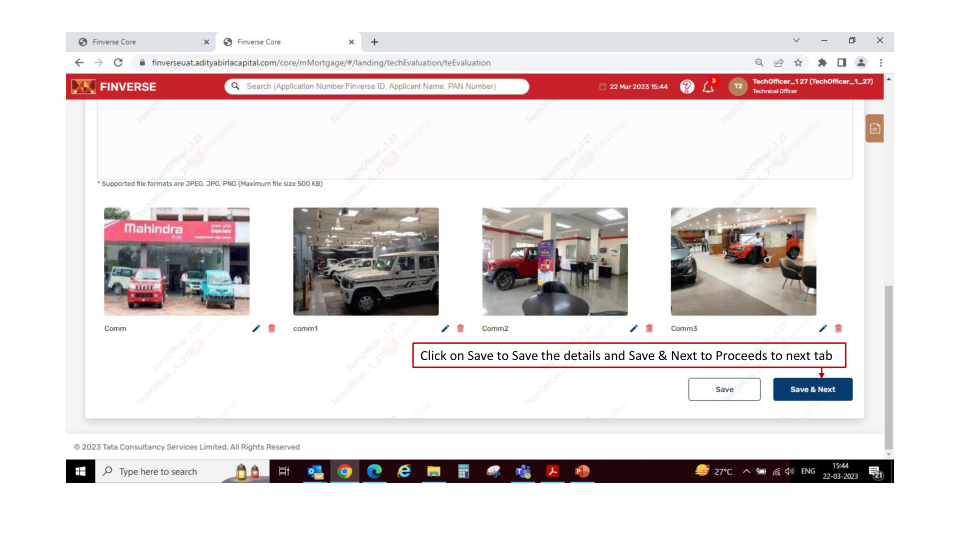 Finverse Core
Finverse Core
finverseuat.adityabirlacapital.com/core/mMortgage/#/landing/techEvaluation/teEvaluation
FINVERSE
Search (Application Number,Finverse ID, Applicant Name, PAN Number)
22 Mar 2023 15:44
3
T2
TechOfficer_127 (TechOfficer_1_27)
Technical Officer
* Supported file formats are JPEG, JPG, PNG (Maximum file size 500 KB)
Mahindra
Comm
comm1
Comm2
Comm3
Click on Save to Save the details and Save & Next to Proceeds to next tab
Save
Save & Next
© 2023 Tata Consultancy Services Limited. All Rights Reserved
Type here to search
27°C
ENG
15:44
22-03-2023
21